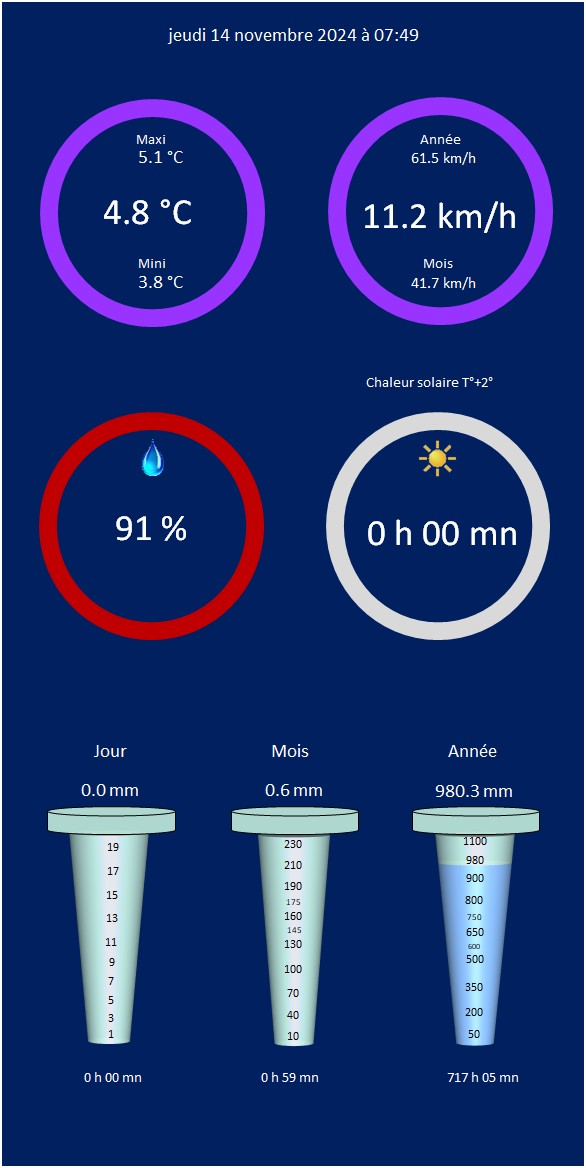 jeudi 14 novembre 2024 à 07:49
Maxi
5.1 °C
4.8 °C
Mini
3.8 °C
Année
61.5 km/h
11.2 km/h
Mois
41.7 km/h
Chaleur solaire T°+2°
91 %
0 h 00 mn
Jour
0.0 mm
19
17
15
13
11
9
7
5
3
1
0 h 00 mn
Mois
0.6 mm
230
210
190
175
160
145
130
100
70
40
10
0 h 59 mn
Année
980.3 mm
1100
980
900
800
750
650
600
500
350
200
50
717 h 05 mn